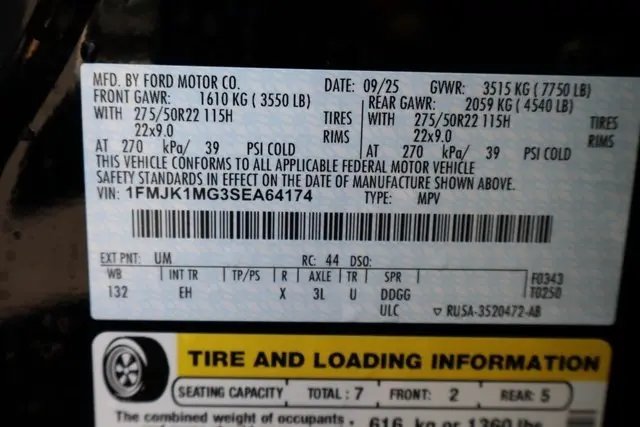 MFD. BY FORD MOTOR CO.
DATE: 09/25 GVWR: 3515 KG ( 7750 LB)
FRONT GAWR: 1610 KG ( 3550 LB)
REAR GAWR: 2059 KG ( 4540 LB)
WITH 275/50R22 115H TIRES
WITH 275/50R22 115H TIRES
22x9.0 RIMS
22x9.0 RIMS
AT 270 kPa/ 39 PSI COLD
AT 270 kPa/ 39 PSI COLD
THIS VEHICLE CONFORMS TO ALL APPLICABLE FEDERAL MOTOR VEHICLE
SAFETY STANDARDS IN EFFECT ON THE DATE OF MANUFACTURE SHOWN ABOVE.
VIN: 1FMJK1MG3SEA64174 TYPE: MPV
EXT PNT: UM RC: 44 DSO:
WB INT TR TP/PS R AXLE TR SPR F0343
132 EH X 3L U DDGG T0250
ULC ▽ RU5A-3520472-AB
TIRE AND LOADING INFORMATION
SEATING CAPACITY TOTAL : 7 FRONT: 2 REAR: 5
The combined weight of occupants 616 kg or 1360 lbs